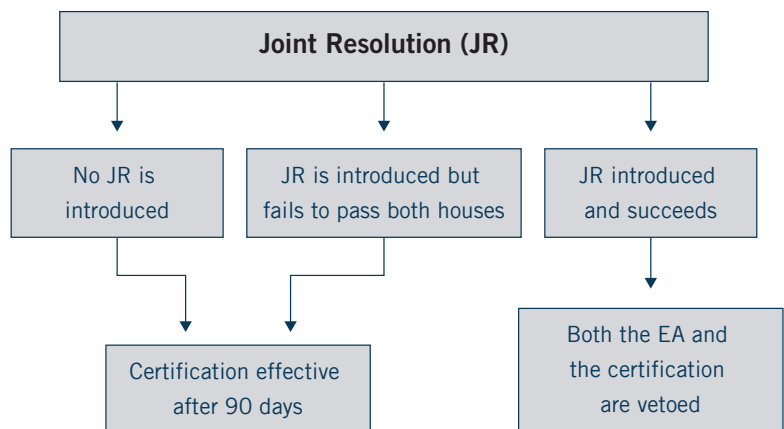 Joint Resolution (JR)
No JR is
introduced
JR is introduced but
fails to pass both houses
JR introduced
and succeeds
Certification effective
after 90 days
Both the EA and
the certification
are vetoed